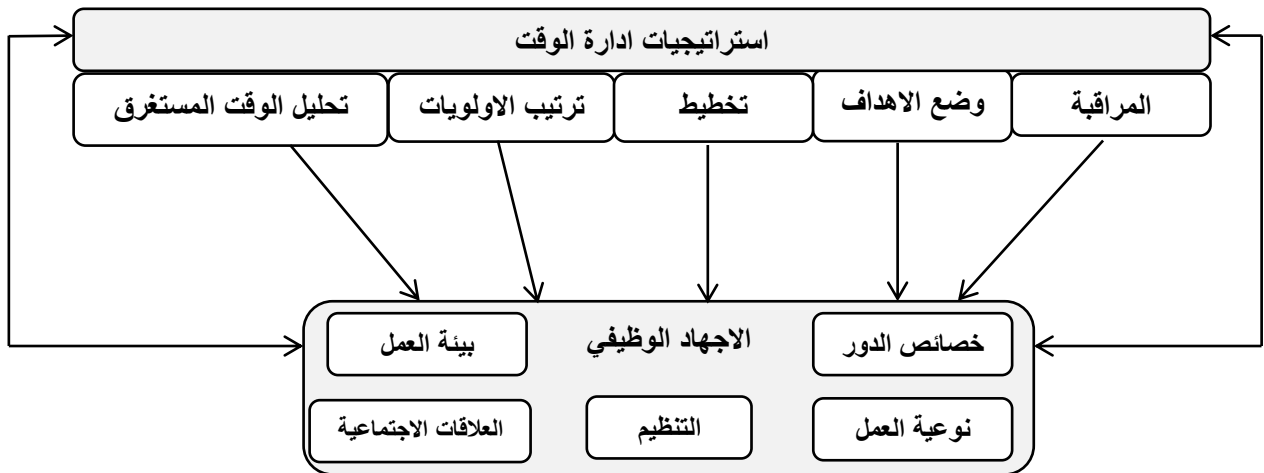 استراتيجيات ادارة الوقت
المراقبة
وضع الاهداف
تخطيط
ترتيب الاولويات
تحليل الوقت المستغرق
خصائص الدور
الاجهاد الوظيفي
بيئة العمل
نوعية العمل
التنظيم
العلاقات الاجتماعية